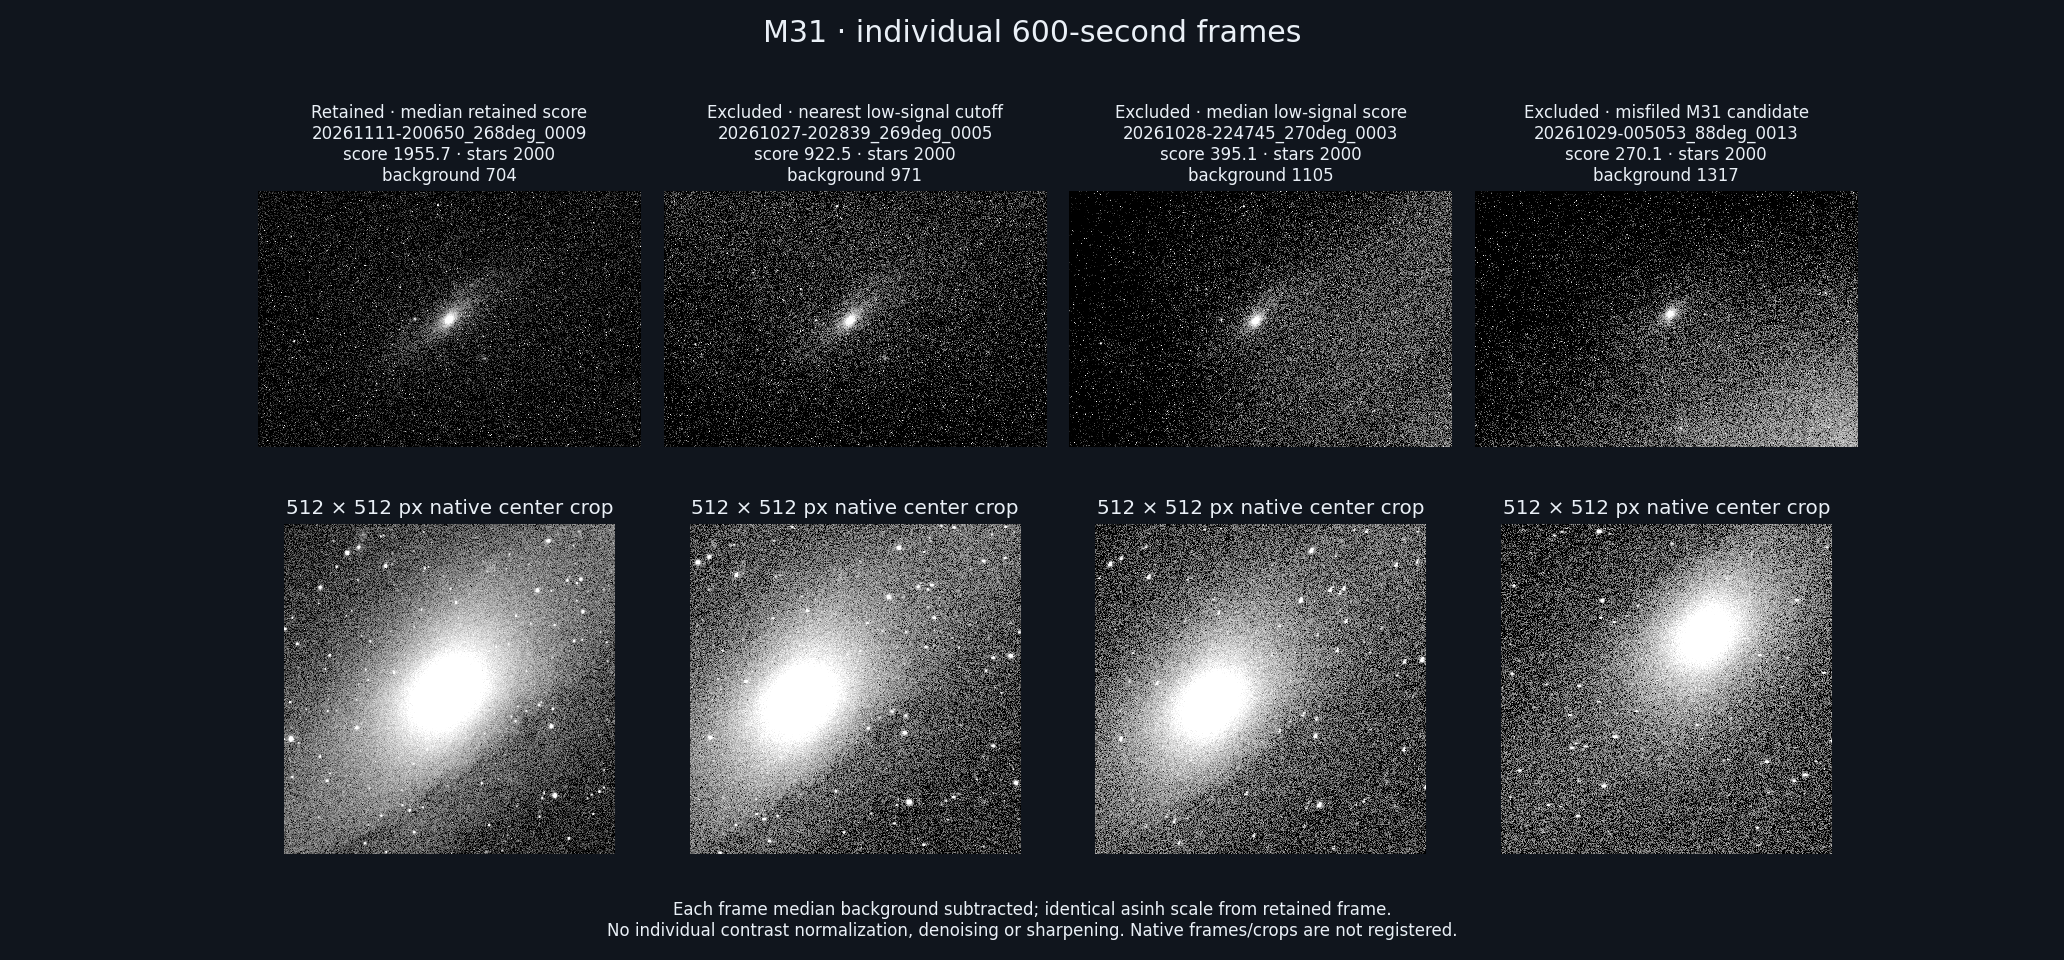 M31 · individual 600-second frames
Retained · median retained score
20261111-200650_268deg_0009
score 1955.7 · stars 2000
background 704
Excluded · nearest low-signal cutoff
20261027-202839_269deg_0005
score 922.5 · stars 2000
background 971
Excluded · median low-signal score
20261028-224745_270deg_0003
score 395.1 · stars 2000
background 1105
Excluded · misfiled M31 candidate
20261029-005053_88deg_0013
score 270.1 · stars 2000
background 1317
512 × 512 px native center crop
512 × 512 px native center crop
512 × 512 px native center crop
512 × 512 px native center crop
Each frame median background subtracted; identical asinh scale from retained frame.
No individual contrast normalization, denoising or sharpening. Native frames/crops are not registered.